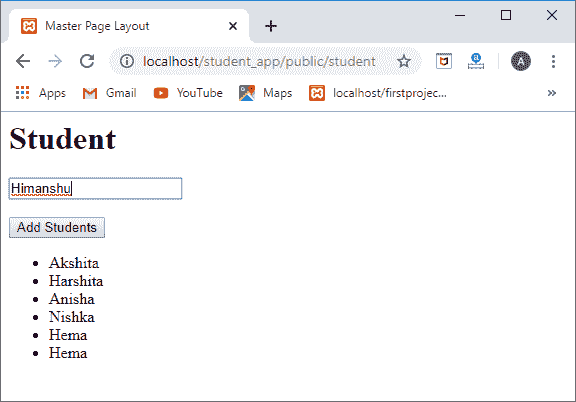 Master Page Layout
localhost/student_app/public/student
A
Apps Gmail YouTube Maps localhost/firstprojec... »
Student
Himanshu
Add Students
Akshita
Harshita
Anisha
Nishka
Hema
Hema